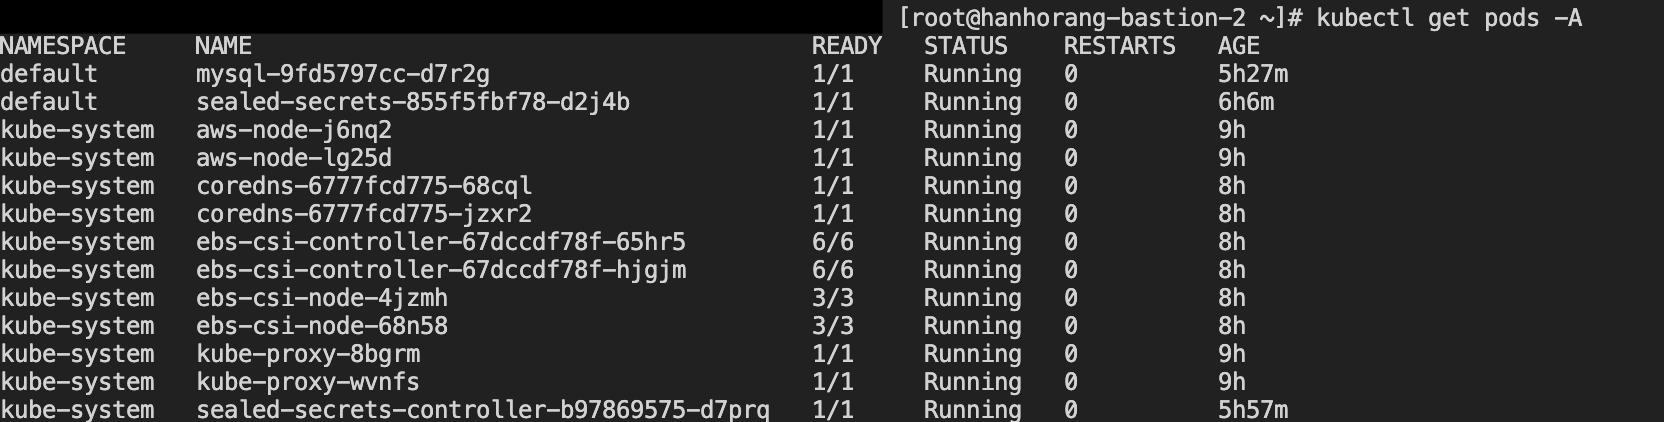 [root@hanhorang-bastion-2 ~]# kubectl get pods -A
NAMESPACE NAME READY STATUS RESTARTS AGE
default mysql-9fd5797cc-d7r2g 1/1 Running 0 5h27m
default sealed-secrets-855f5fbf78-d2j4b 1/1 Running 0 6h6m
kube-system aws-node-j6nq2 1/1 Running 0 9h
kube-system aws-node-lg25d 1/1 Running 0 9h
kube-system coredns-6777fcd775-68cql 1/1 Running 0 8h
kube-system coredns-6777fcd775-jzxr2 1/1 Running 0 8h
kube-system ebs-csi-controller-67dccdf78f-65hr5 6/6 Running 0 8h
kube-system ebs-csi-controller-67dccdf78f-hjgjm 6/6 Running 0 8h
kube-system ebs-csi-node-4jzmh 3/3 Running 0 8h
kube-system ebs-csi-node-68n58 3/3 Running 0 8h
kube-system kube-proxy-8bgrm 1/1 Running 0 9h
kube-system kube-proxy-wvnfs 1/1 Running 0 9h
kube-system sealed-secrets-controller-b97869575-d7prq 1/1 Running 0 5h57m